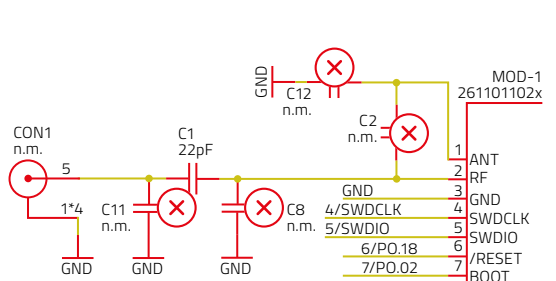 GND
C12
n.m.
MOD-1
261101102x
C2
n.m.
CON1
n.m.
C1
22pF
1
ANT
5
2
RF
GND
3
GND
1*4
C11
n.m.
C8
n.m.
4/SWDCLK
4
SWDCLK
5/SWDIO
5
SWDIO
6/PO.18
6
/RESET
GND
GND
GND
7/PO.02
7
BOOT